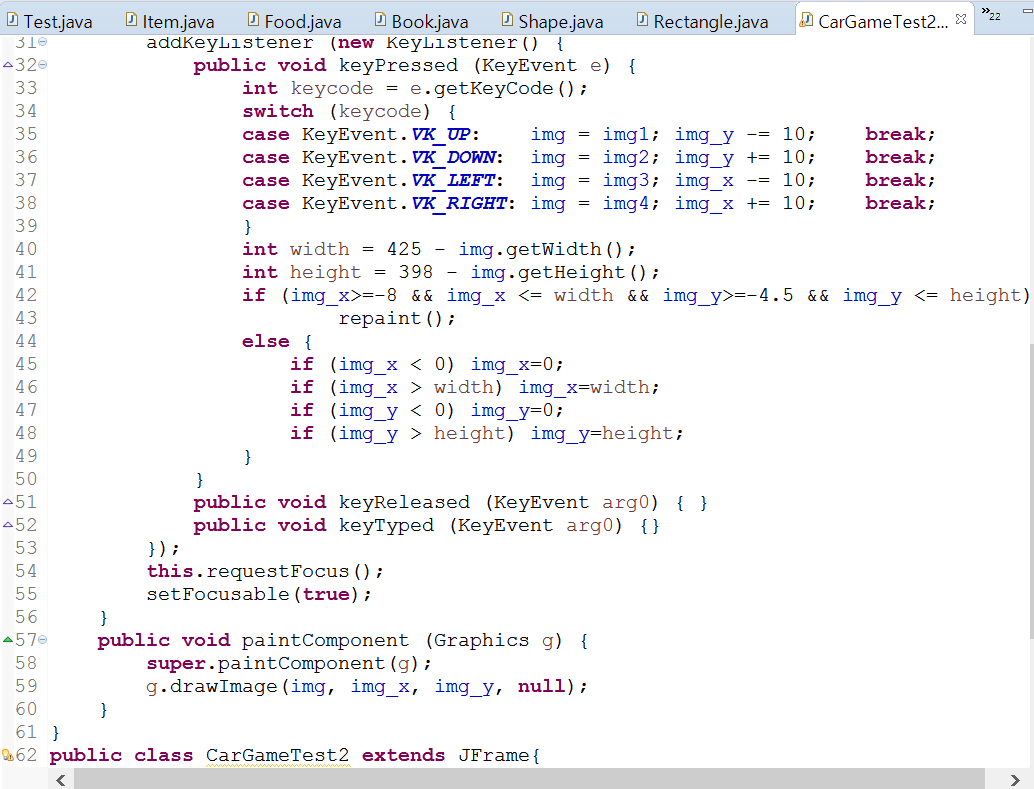 Test.java Item.java Food.java Book.java Shape.java Rectangle.java CarGameTest2... »22
31 addKeyListener (new KeyListener() {
32 public void keyPressed (KeyEvent e) {
33 int keycode = e.getKeyCode();
34 switch (keycode) {
35 case KeyEvent.VK_UP: img = img1; img_y -= 10; break;
36 case KeyEvent.VK_DOWN: img = img2; img_y += 10; break;
37 case KeyEvent.VK_LEFT: img = img3; img_x -= 10; break;
38 case KeyEvent.VK_RIGHT: img = img4; img_x += 10; break;
39 }
40 int width = 425 - img.getWidth();
41 int height = 398 - img.getHeight();
42 if (img_x>=-8 && img_x <= width && img_y>=-4.5 && img_y <= height)
43 repaint();
44 else {
45 if (img_x < 0) img_x=0;
46 if (img_x > width) img_x=width;
47 if (img_y < 0) img_y=0;
48 if (img_y > height) img_y=height;
49 }
50 }
51 public void keyReleased (KeyEvent arg0) { }
52 public void keyTyped (KeyEvent arg0) {}
53 });
54 this.requestFocus();
55 setFocusable(true);
56 }
57 public void paintComponent (Graphics g) {
58 super.paintComponent(g);
59 g.drawImage(img, img_x, img_y, null);
60 }
61 }
62 public class CarGameTest2 extends JFrame{